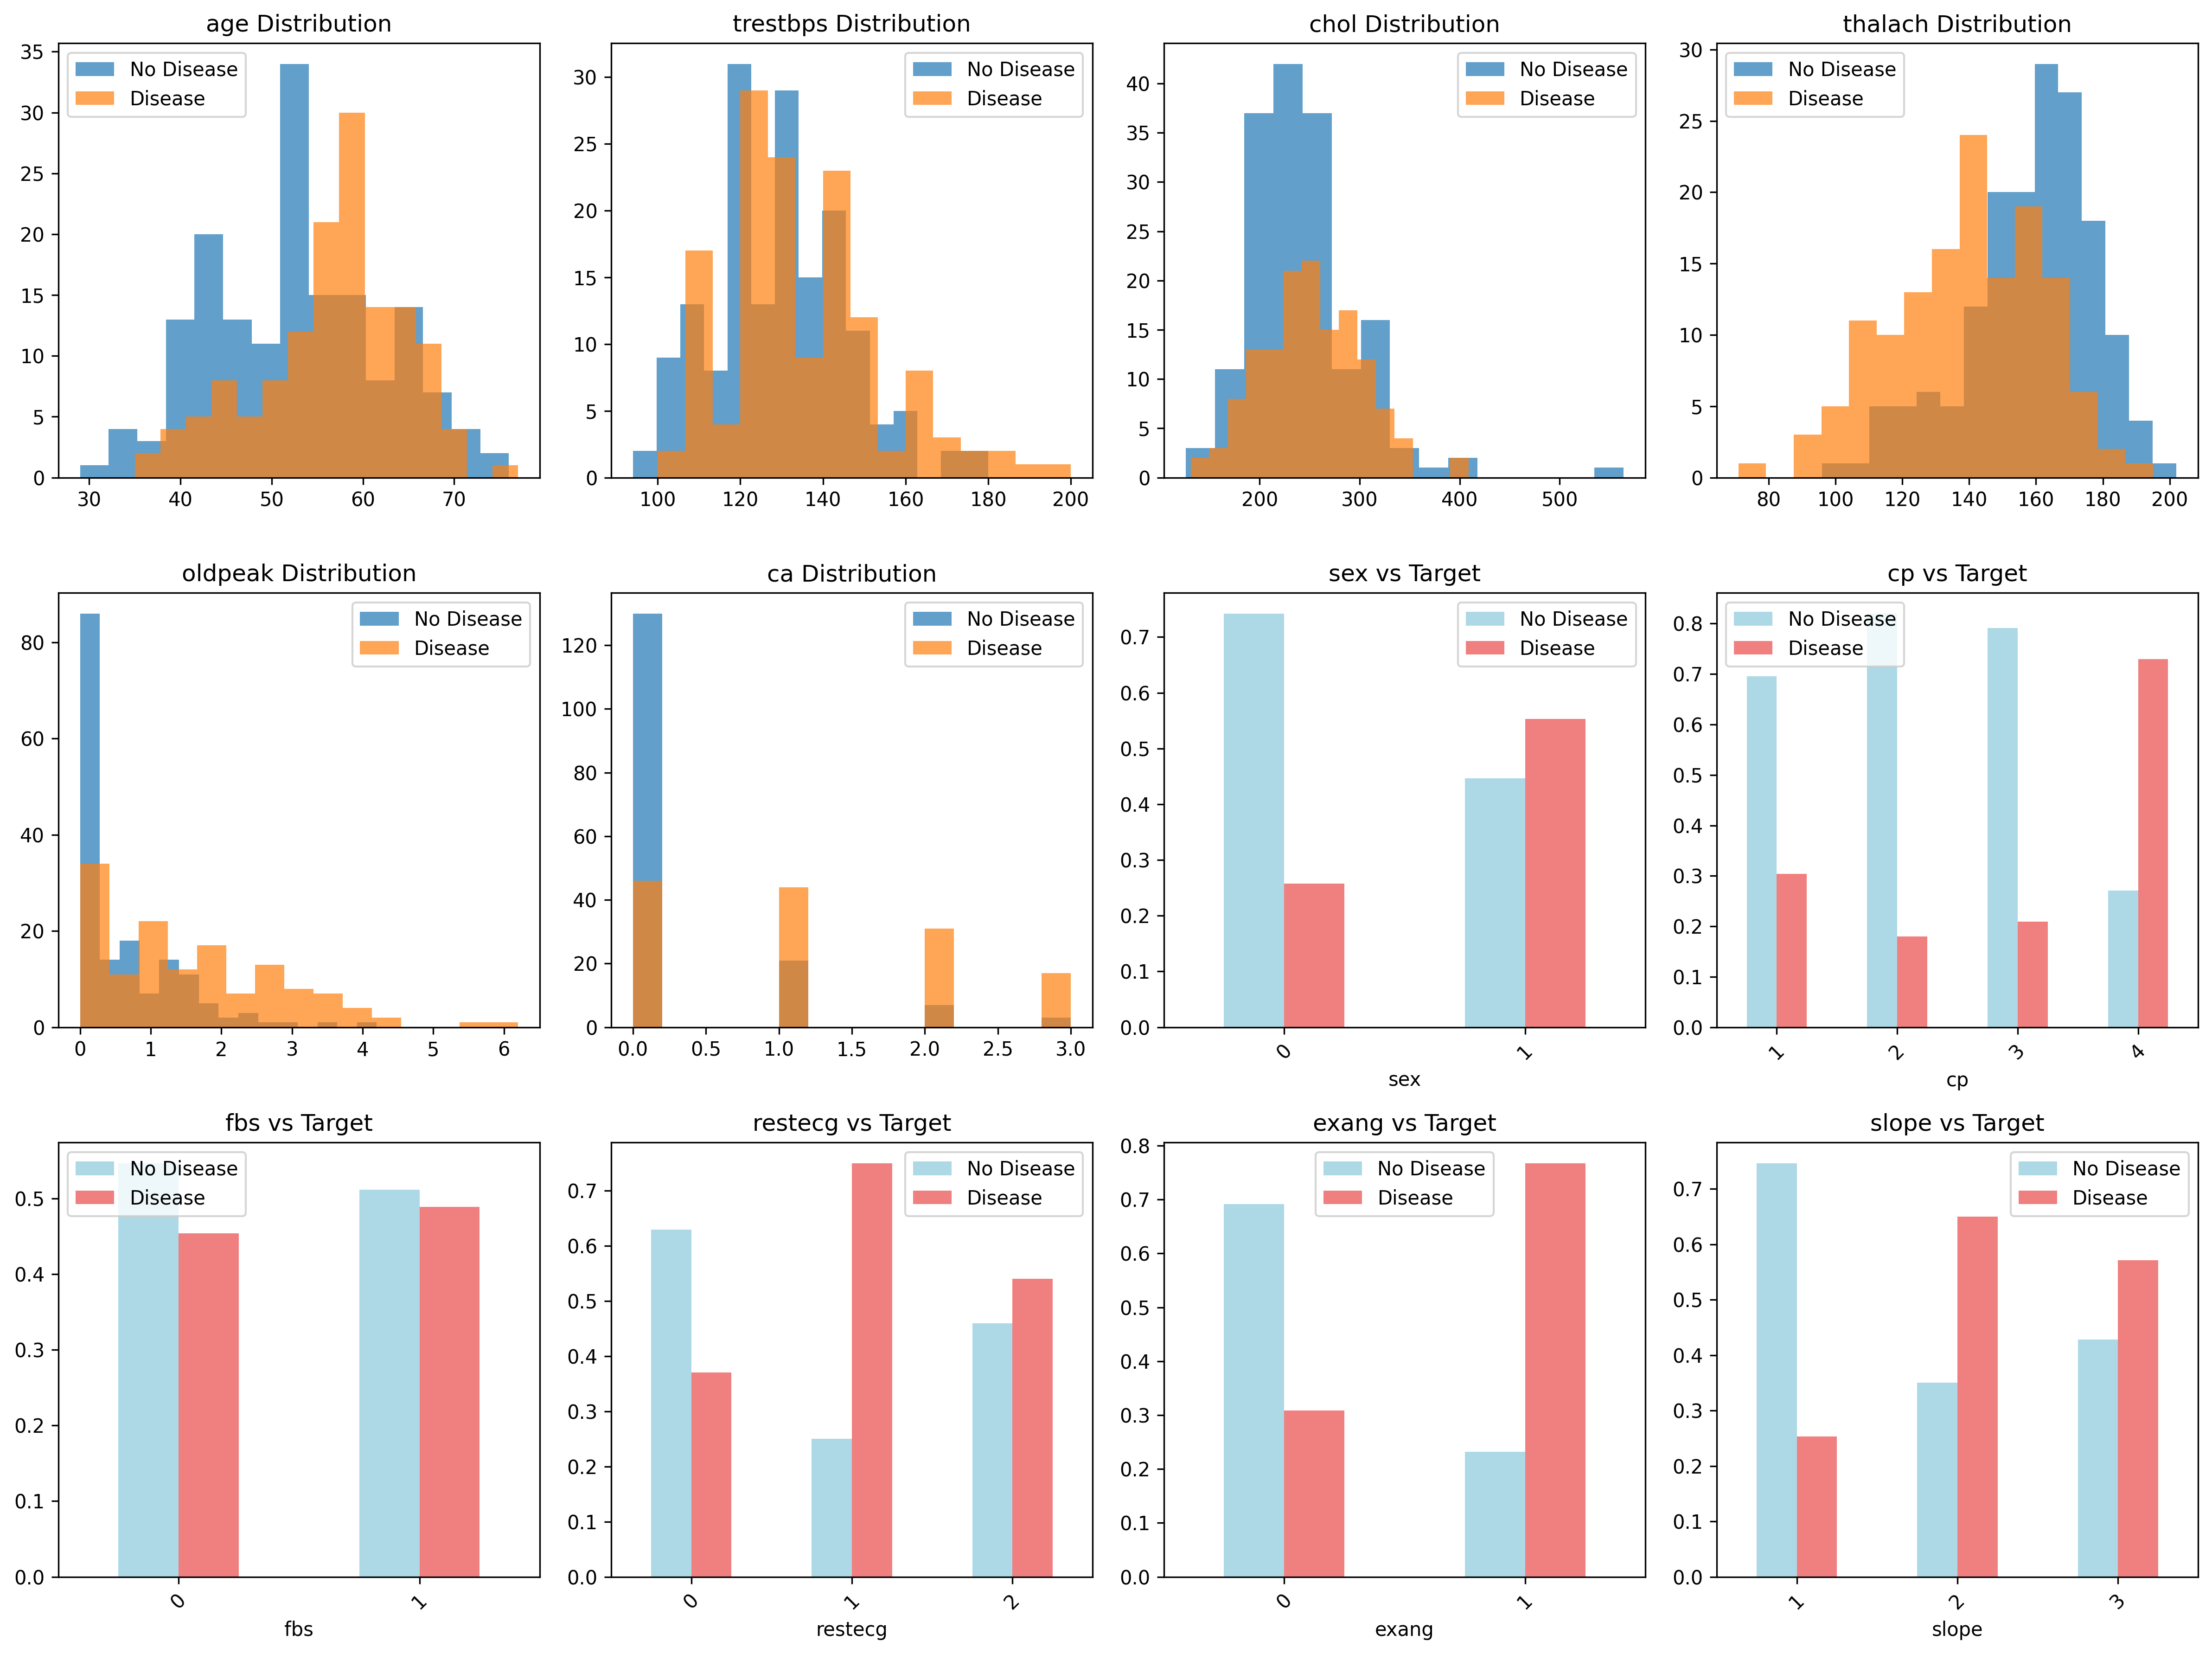 age Distribution
35
30
25
20
15
10
5
0
30 40 50 60 70
No Disease
Disease
trestbps Distribution
30
25
20
15
10
5
0
100 120 140 160 180 200
No Disease
Disease
chol Distribution
40
35
30
25
20
15
10
5
0
200 300 400 500
No Disease
Disease
thalach Distribution
30
25
20
15
10
5
0
80 100 120 140 160 180 200
No Disease
Disease
oldpeak Distribution
80
60
40
20
0
0 1 2 3 4 5 6
No Disease
Disease
ca Distribution
120
100
80
60
40
20
0
0.0 0.5 1.0 1.5 2.0 2.5 3.0
No Disease
Disease
sex vs Target
0.7
0.6
0.5
0.4
0.3
0.2
0.1
0.0
0 1
sex
No Disease
Disease
cp vs Target
0.8
0.7
0.6
0.5
0.4
0.3
0.2
0.1
0.0
1 2 3 4
cp
No Disease
Disease
fbs vs Target
0.5
0.4
0.3
0.2
0.1
0.0
0 1
fbs
No Disease
Disease
restecg vs Target
0.7
0.6
0.5
0.4
0.3
0.2
0.1
0.0
0 1 2
restecg
No Disease
Disease
exang vs Target
0.8
0.7
0.6
0.5
0.4
0.3
0.2
0.1
0.0
0 1
exang
No Disease
Disease
slope vs Target
0.7
0.6
0.5
0.4
0.3
0.2
0.1
0.0
1 2 3
slope
No Disease
Disease